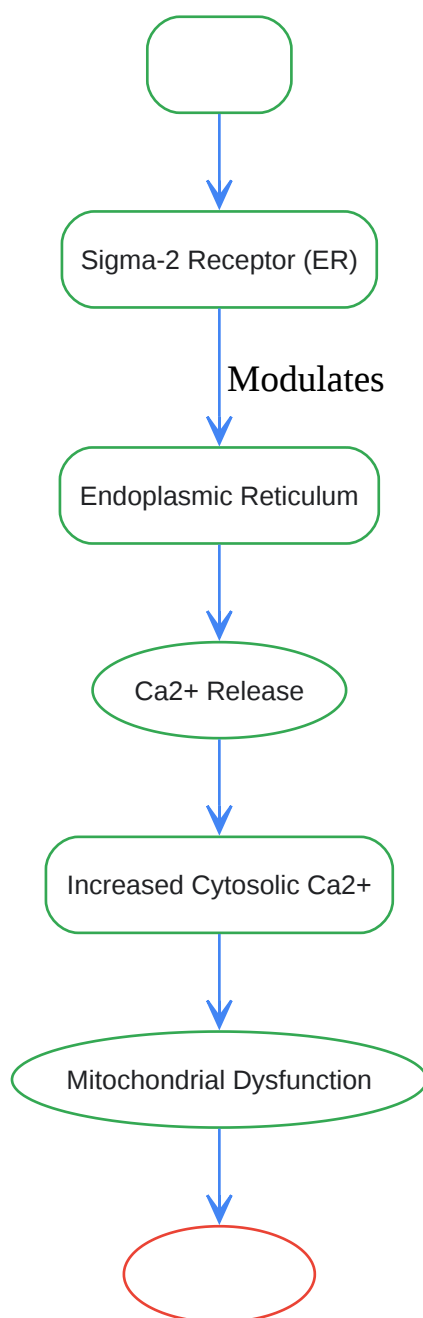 Sigma-2 Receptor (ER)
Modulates
Endoplasmic Reticulum
Ca2+ Release
Increased Cytosolic Ca2+
Mitochondrial Dysfunction